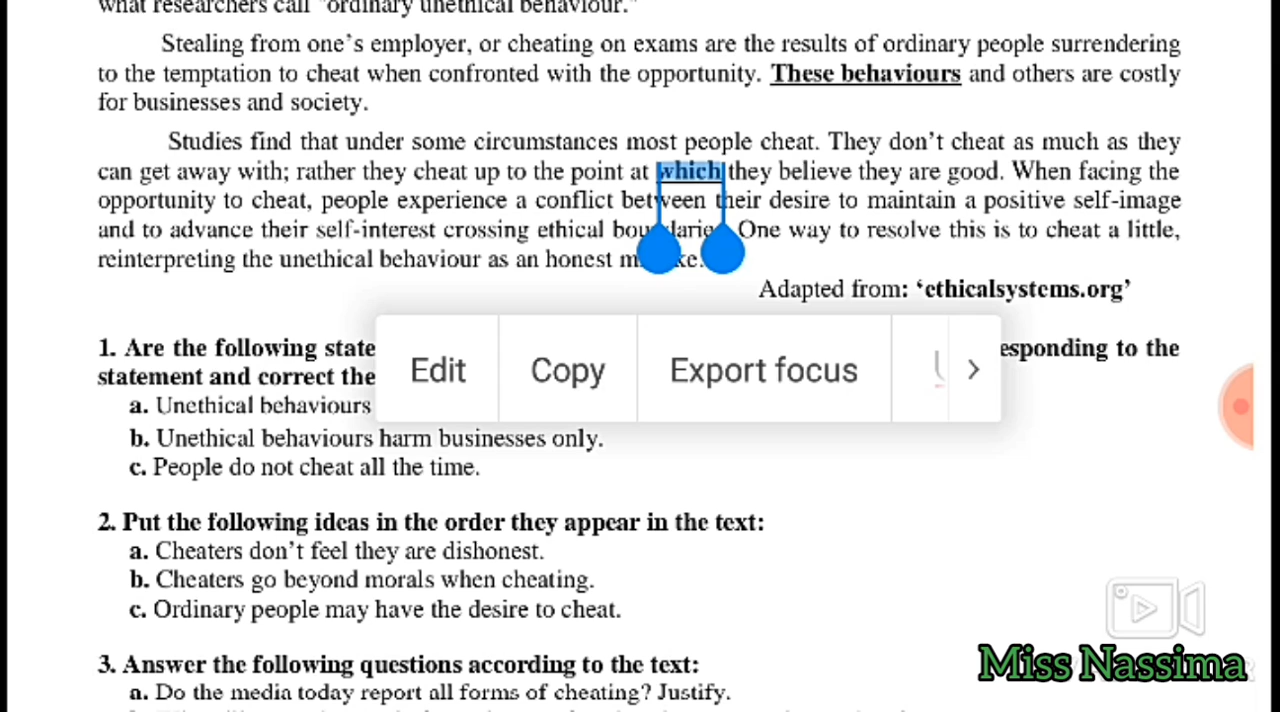 what researchers call "ordinary unethical behaviour."
Stealing from one's employer, or cheating on exams are the results of ordinary people surrendering
to the temptation to cheat when confronted with the opportunity. These behaviours and others are costly
for businesses and society.
Studies find that under some circumstances most people cheat. They don't cheat as much as they
can get away with; rather they cheat up to the point at which they believe they are good. When facing the
opportunity to cheat, people experience a conflict between their desire to maintain a positive self-image
and to advance their self-interest crossing ethical One way to resolve this is to cheat a little,
reinterpreting the unethical behaviour as an honest
Adapted from: 'ethicalsystems.org'
1. Are the following to the
statement and correct the
Edit Copy Export focus >
a. Unethical behaviours
b. Unethical behaviours harm businesses only.
c. People do not cheat all the time.
2. Put the following ideas in the order they appear in the text:
a. Cheaters don't feel they are dishonest.
b. Cheaters go beyond morals when cheating.
c. Ordinary people may have the desire to cheat.
3. Answer the following questions according to the text:
a. Do the media today report all forms of cheating? Justify.
Miss Nassima